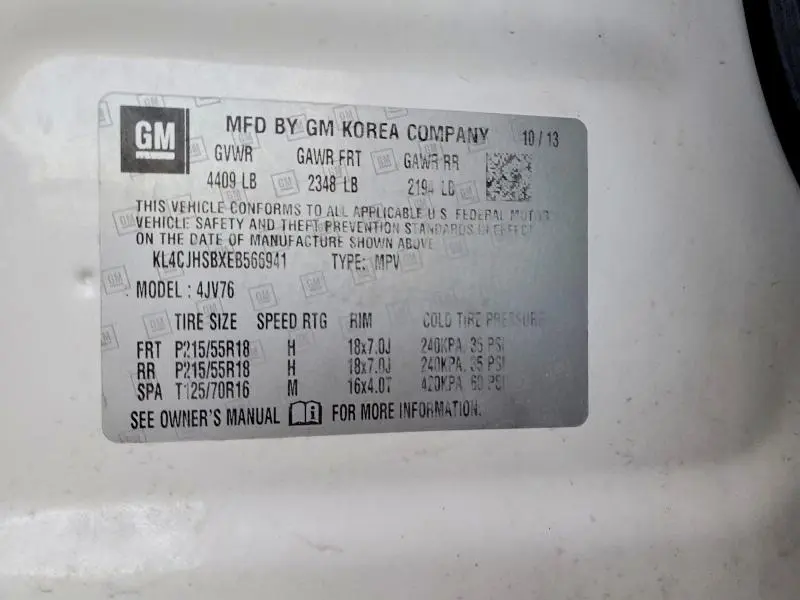 GM MFD BY GM KOREA COMPANY 10 / 13
GVWR GAWR FRT GAWR RR
4409 LB 2348 LB 2194 LB
THIS VEHICLE CONFORMS TO ALL APPLICABLE U.S. FEDERAL MOTOR
VEHICLE SAFETY AND THEFT PREVENTION STANDARDS IN EFFECT
ON THE DATE OF MANUFACTURE SHOWN ABOVE
KL4CJHSBXEB566941 TYPE: MPV
MODEL : 4JV76
TIRE SIZE SPEED RTG RIM COLD TIRE PRESSURE
FRT P215/55R18 H 18x7.0J 240KPA, 35 PSI
RR P215/55R18 H 18x7.0J 240KPA, 35 PSI
SPA T125/70R16 M 16x4.0T 420KPA, 60 PSI
SEE OWNER'S MANUAL FOR MORE INFORMATION.